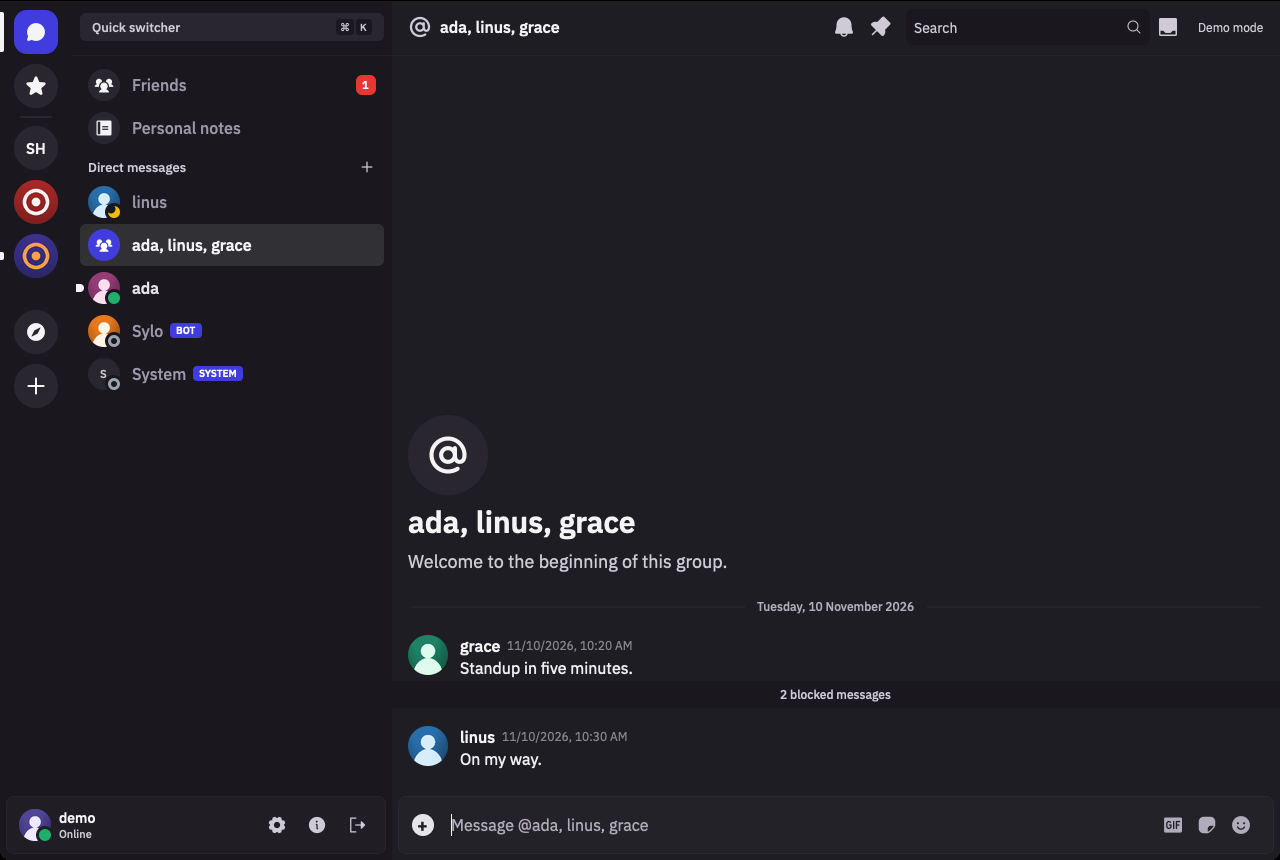 Quick switcher
⌘ K
SH
Friends
1
Personal notes
Direct messages
linus
ada, linus, grace
ada
Sylo BOT
S
System SYSTEM
demo
Online
ada, linus, grace
Search
Demo mode
ada, linus, grace
Welcome to the beginning of this group.
Tuesday, 10 November 2026
grace 11/10/2026, 10:20 AM
Standup in five minutes.
2 blocked messages
linus 11/10/2026, 10:30 AM
On my way.
Message @ada, linus, grace
GIF